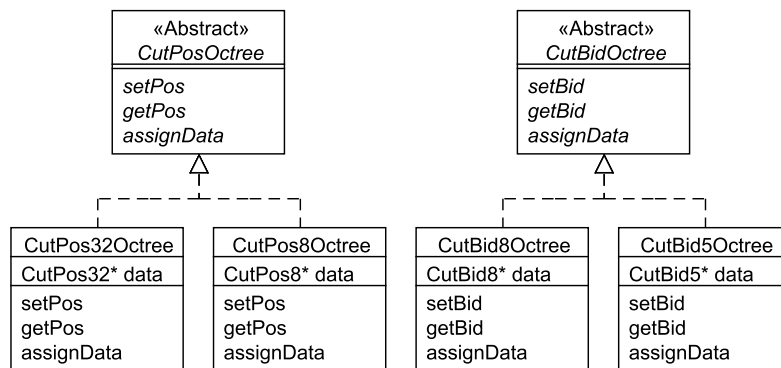 «Abstract»
CutPosOctree
setPos
getPos
assignData
«Abstract»
CutBidOctree
setBid
getBid
assignData
CutPos32Octree
CutPos32* data
setPos
getPos
assignData
CutPos8Octree
CutPos8* data
setPos
getPos
assignData
CutBid8Octree
CutBid8* data
setBid
getBid
assignData
CutBid5Octree
CutBid5* data
setBid
getBid
assignData